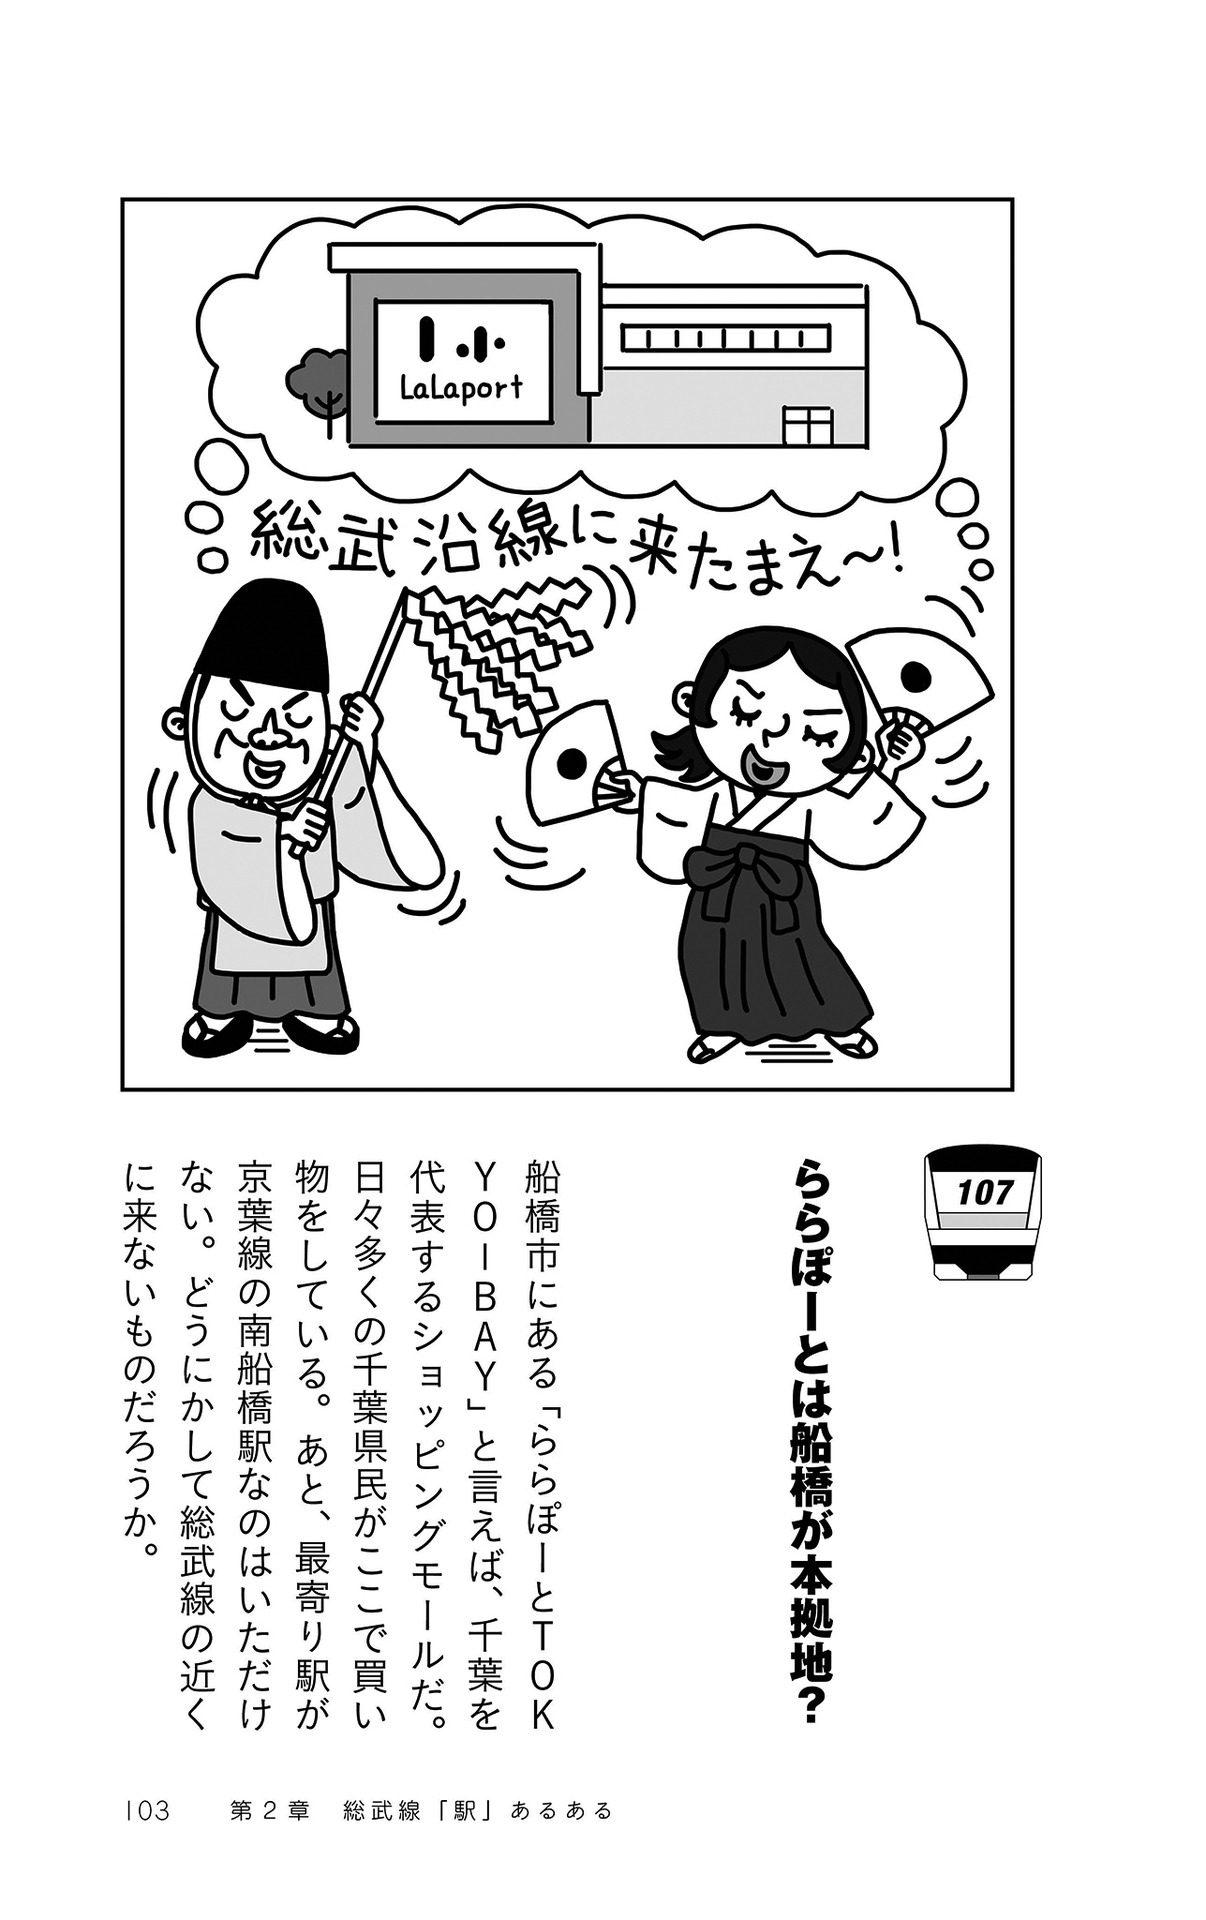 LaLaport
総武沿線に来たまえ～！
107
ららぽーとは船橋が本拠地？
船橋市にある「ららぽーとＴＯＫ
ＹＯ－ＢＡＹ」と言えば、千葉を
代表するショッピングモールだ。
日々多くの千葉県民がここで買い
物をしている。あと、最寄り駅が
京葉線の南船橋駅なのはいただけ
ない。どうにかして総武線の近く
に来ないものだろうか。
103　第２章　総武線「駅」あるある